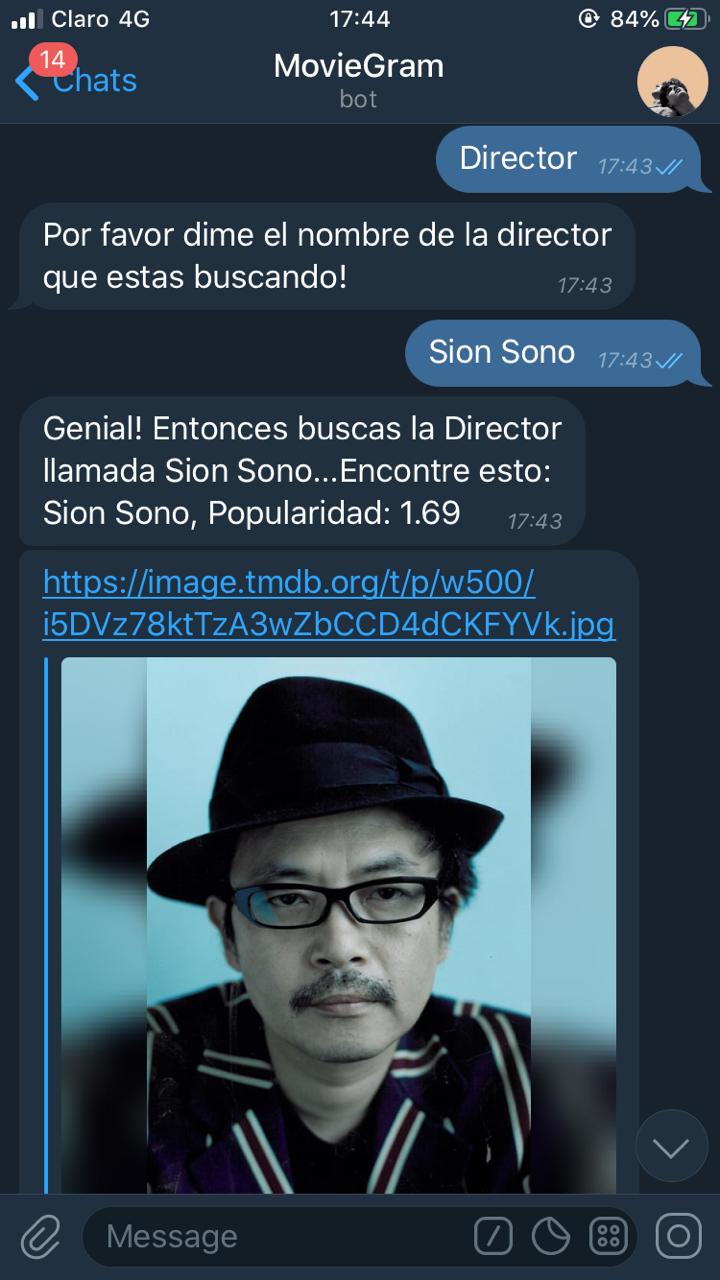 Claro 4G 17:44 84%
14
Chats
MovieGram
bot
Director 17:43
Por favor dime el nombre de la director
que estas buscando!
17:43
Sion Sono 17:43
Genial! Entonces buscas la Director
llamada Sion Sono...Encontre esto:
Sion Sono, Popularidad: 1.69 17:43
https://image.tmdb.org/t/p/w500/
i5DVz78ktTzA3wZbCCD4dCKFYVk.jpg
Message